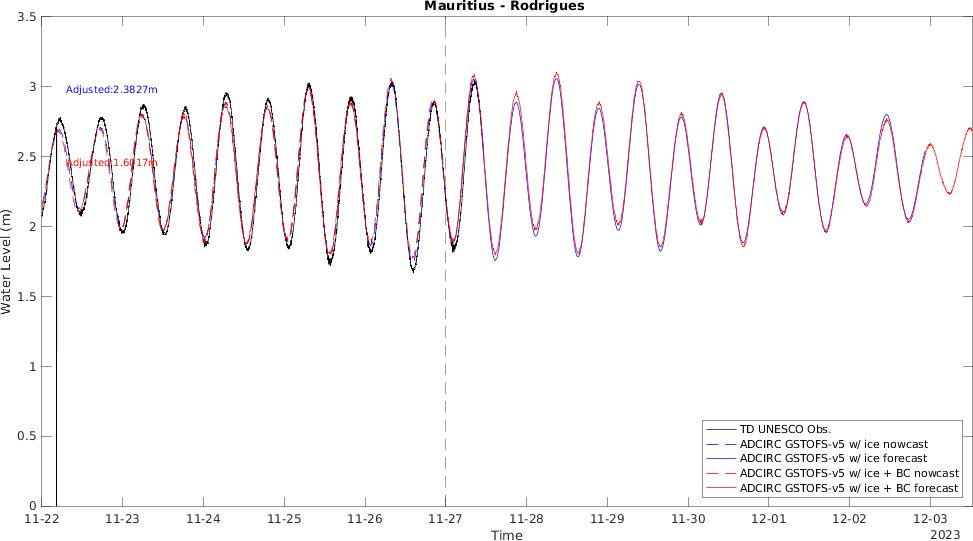 Mauritius - Rodrigues
3.5
3
2.5
2
1.5
1
0.5
0
Water Level (m)
Adjusted:2.3827m
Adjusted:1.6017m
TD UNESCO Obs.
ADCIRC GSTOFS-v5 w/ ice nowcast
ADCIRC GSTOFS-v5 w/ ice forecast
ADCIRC GSTOFS-v5 w/ ice + BC nowcast
ADCIRC GSTOFS-v5 w/ ice + BC forecast
11-22 11-23 11-24 11-25 11-26 11-27 11-28 11-29 11-30 12-01 12-02 12-03
Time
2023